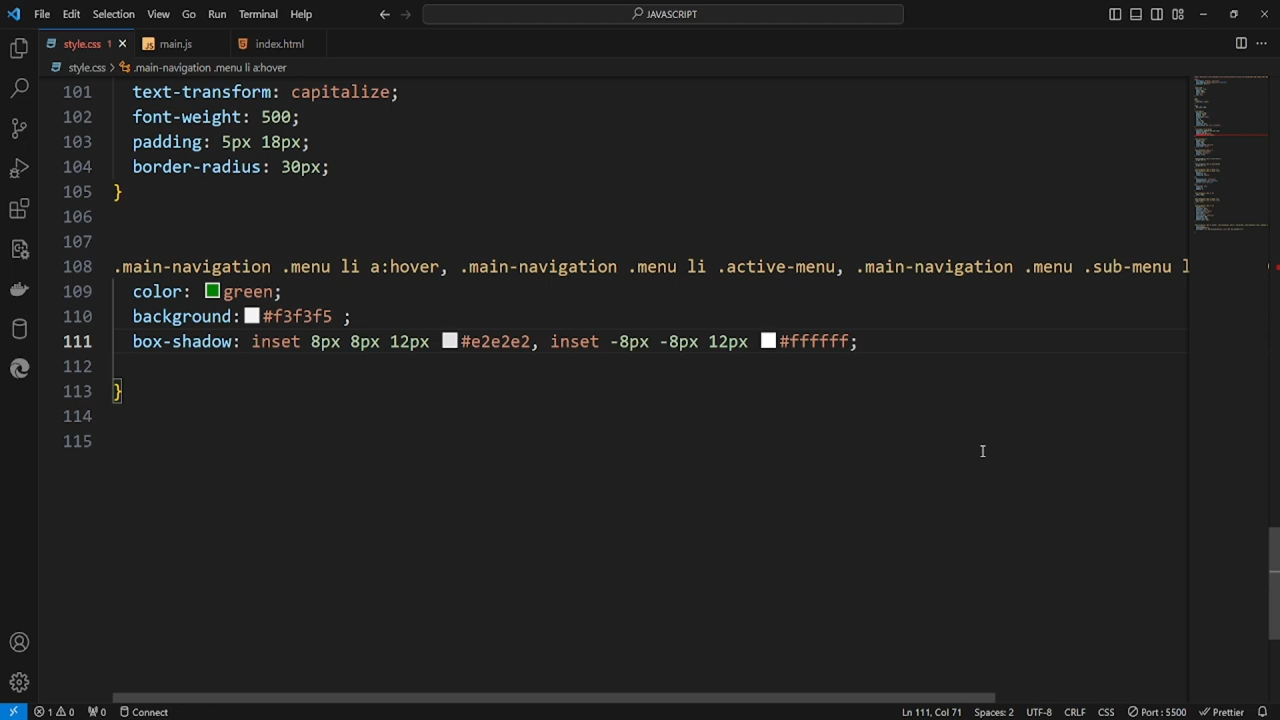 File Edit Selection View Go Run Terminal Help JAVASCRIPT
style.css 1 main.js index.html
style.css > .main-navigation .menu li a:hover
101 text-transform: capitalize;
102 font-weight: 500;
103 padding: 5px 18px;
104 border-radius: 30px;
105 }
106
107
108 .main-navigation .menu li a:hover, .main-navigation .menu li .active-menu, .main-navigation .menu .sub-menu l
109 color: green;
110 background: #f3f3f5 ;
111 box-shadow: inset 8px 8px 12px #e2e2e2, inset -8px -8px 12px #ffffff;
112
113 }
114
115
1 0 0 Connect Ln 111, Col 71 Spaces: 2 UTF-8 CRLF CSS Port : 5500 Prettier